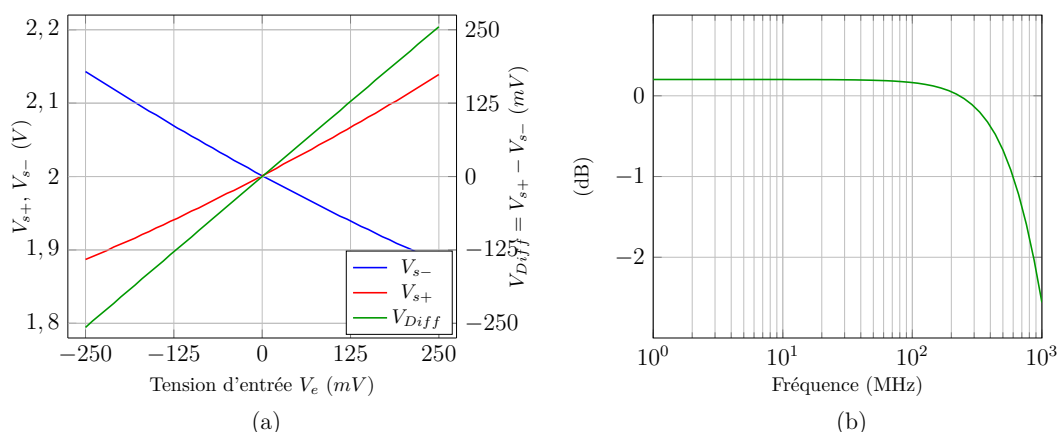 2,2
2,1
2
1,9
1,8
V_{s+}, V_{s−} (V)
−250 −125 0 125 250
Tension d'entrée V_e (mV)
250
125
0
−125
−250
V_{Diff} = V_{s+} − V_{s−} (mV)
V_{s−}
V_{s+}
V_{Diff}
(a)
0
−1
−2
(dB)
10^0 10^1 10^2 10^3
Fréquence (MHz)
(b)